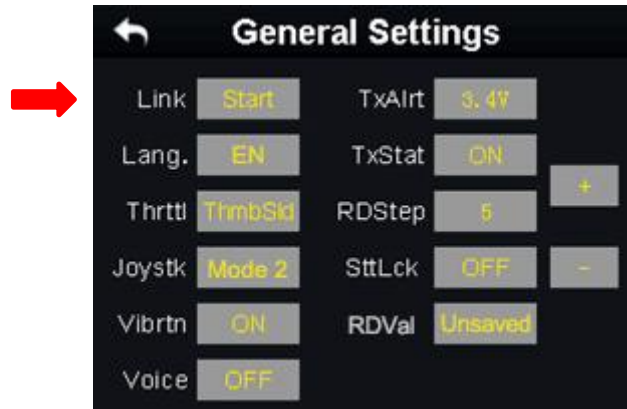 General Settings
Link Start TxAlrt 3.4V
Lang. EN TxStat ON
+
Thrttl ThmbSld RDStep 5
Joystk Mode 2 SttLck OFF -
Vibrtn ON RDVal Unsaved
Voice OFF